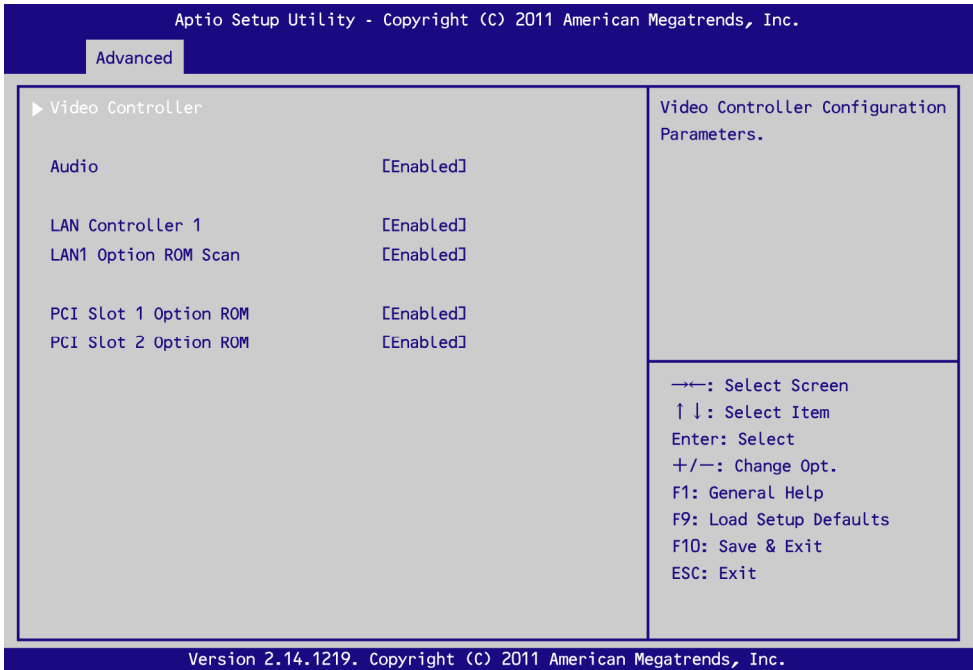 Aptio Setup Utility - Copyright (C) 2011 American Megatrends, Inc.
Advanced
▶ Video Controller
Audio [Enabled]
LAN Controller 1 [Enabled]
LAN1 Option ROM Scan [Enabled]
PCI Slot 1 Option ROM [Enabled]
PCI Slot 2 Option ROM [Enabled]
Video Controller Configuration
Parameters.
→←: Select Screen
↑↓: Select Item
Enter: Select
+/−: Change Opt.
F1: General Help
F9: Load Setup Defaults
F10: Save & Exit
ESC: Exit
Version 2.14.1219. Copyright (C) 2011 American Megatrends, Inc.